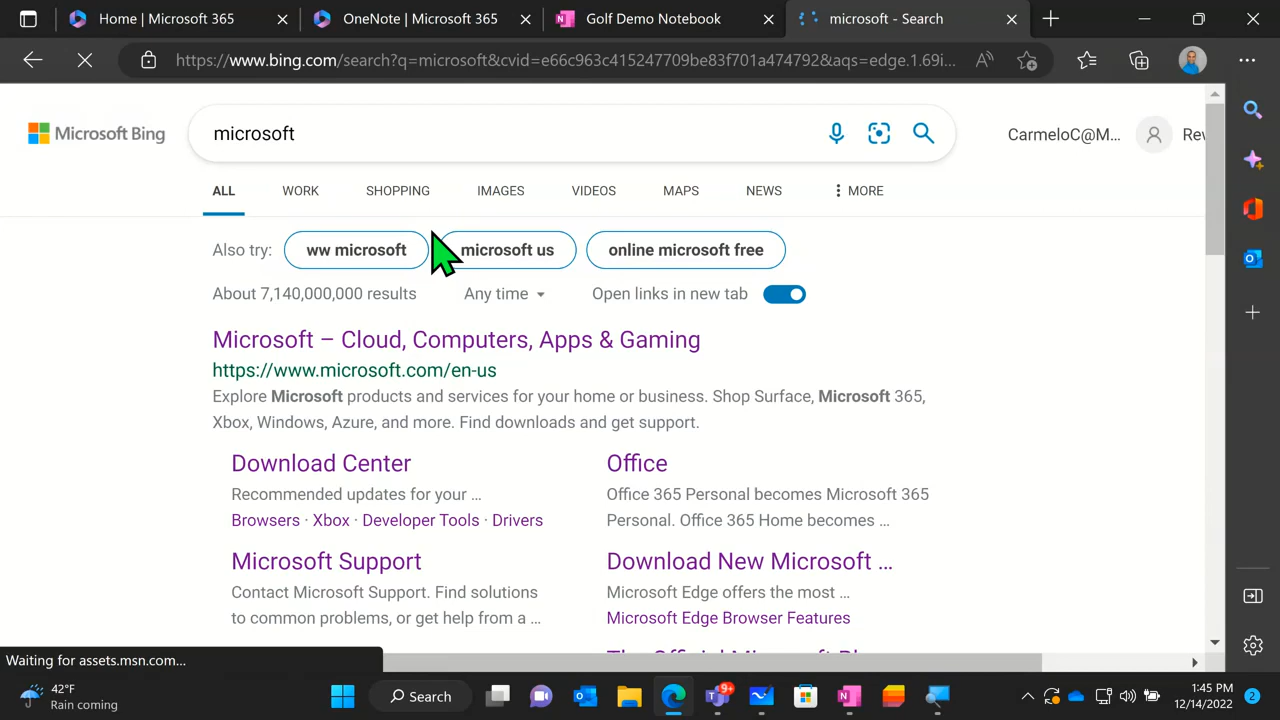 Home | Microsoft 365
OneNote | Microsoft 365
Golf Demo Notebook
microsoft - Search
https://www.bing.com/search?q=microsoft&cvid=e66c963c415247709be83f701a474792&aqs=edge.1.69i...
Microsoft Bing
microsoft
CarmeloC@M...
Rev
ALL
WORK
SHOPPING
IMAGES
VIDEOS
MAPS
NEWS
MORE
Also try:
ww microsoft
microsoft us
online microsoft free
About 7,140,000,000 results
Any time
Open links in new tab
Microsoft – Cloud, Computers, Apps & Gaming
https://www.microsoft.com/en-us
Explore Microsoft products and services for your home or business. Shop Surface, Microsoft 365,
Xbox, Windows, Azure, and more. Find downloads and get support.
Download Center
Recommended updates for your ...
Browsers · Xbox · Developer Tools · Drivers
Office
Office 365 Personal becomes Microsoft 365
Personal. Office 365 Home becomes ...
Microsoft Support
Contact Microsoft Support. Find solutions
to common problems, or get help from a ...
Download New Microsoft ...
Microsoft Edge offers the most ...
Microsoft Edge Browser Features
Waiting for assets.msn.com...
42°F
Rain coming
Search
9+
1:45 PM
12/14/2022
2